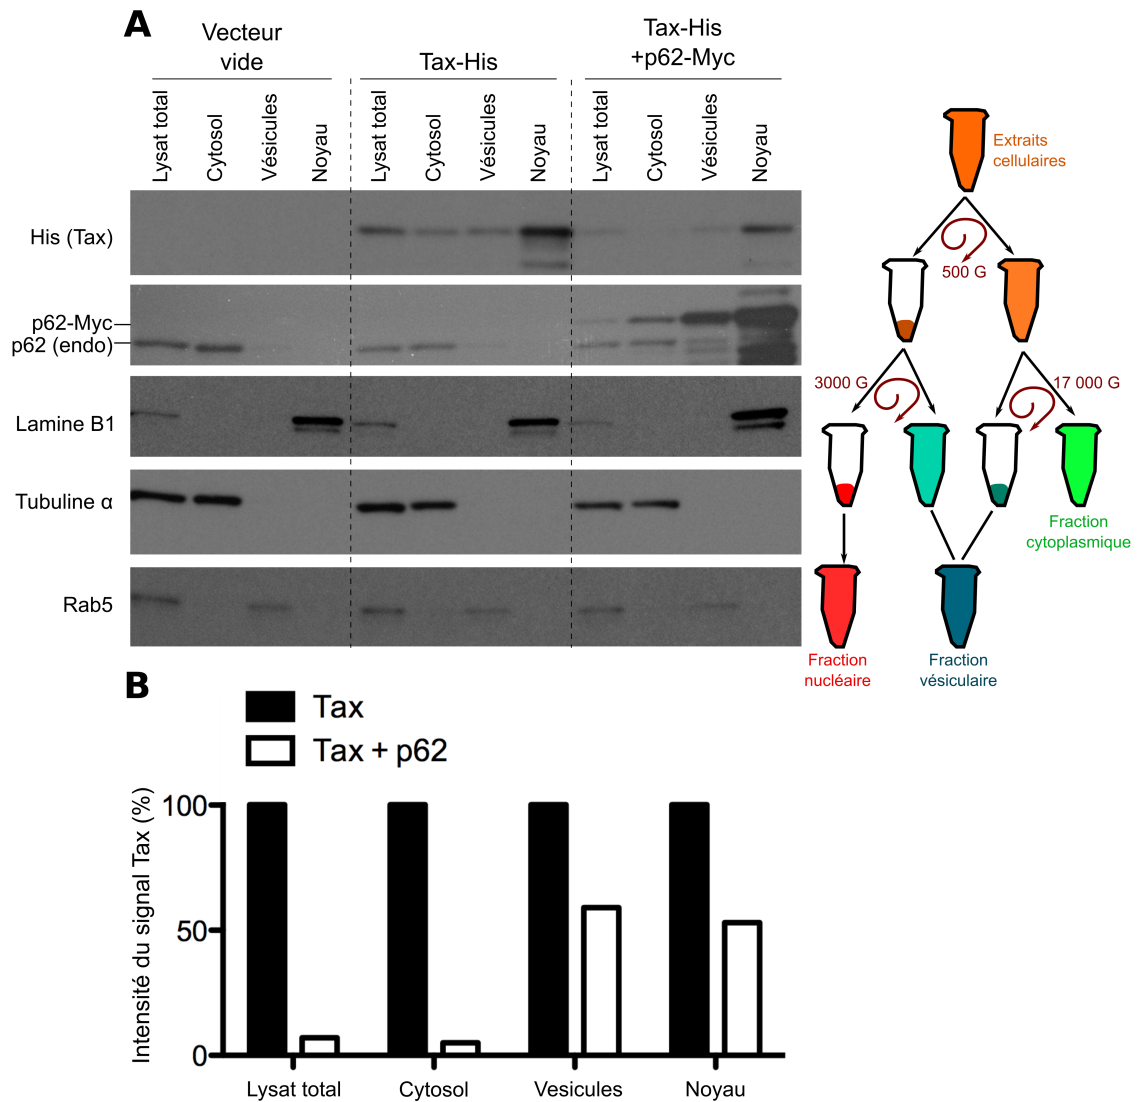 A
Vecteur
vide
Tax-His
Tax-His
+p62-Myc
Lysat total
Cytosol
Vésicules
Noyau
Lysat total
Cytosol
Vésicules
Noyau
Lysat total
Cytosol
Vésicules
Noyau
His (Tax)
p62-Myc
p62 (endo)
Lamine B1
Tubuline α
Rab5
Extraits
cellulaires
500 G
3000 G
17 000 G
Fraction
cytoplasmique
Fraction
nucléaire
Fraction
vésiculaire
B
Tax
Tax + p62
Intensité du signal Tax (%)
100
50
0
Lysat total
Cytosol
Vesicules
Noyau